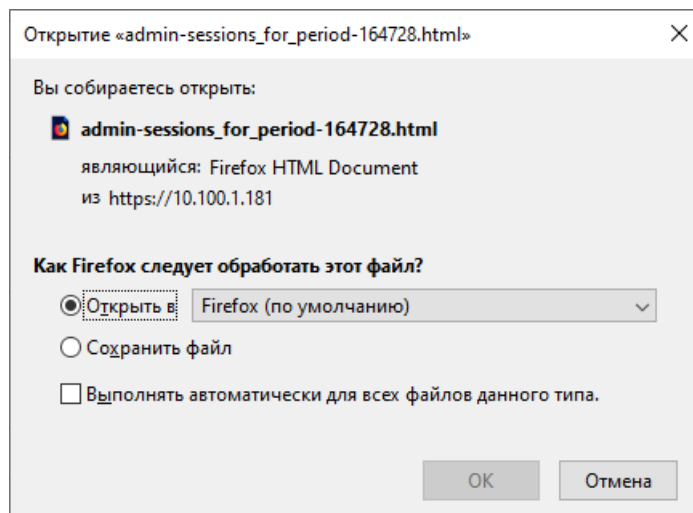 Открытие «admin-sessions_for_period-164728.html»
Вы собираетесь открыть:
admin-sessions_for_period-164728.html
являющийся: Firefox HTML Document
из https://10.100.1.181
Как Firefox следует обработать этот файл?
Открыть в Firefox (по умолчанию)
Сохранить файл
Выполнять автоматически для всех файлов данного типа.
ОК Отмена